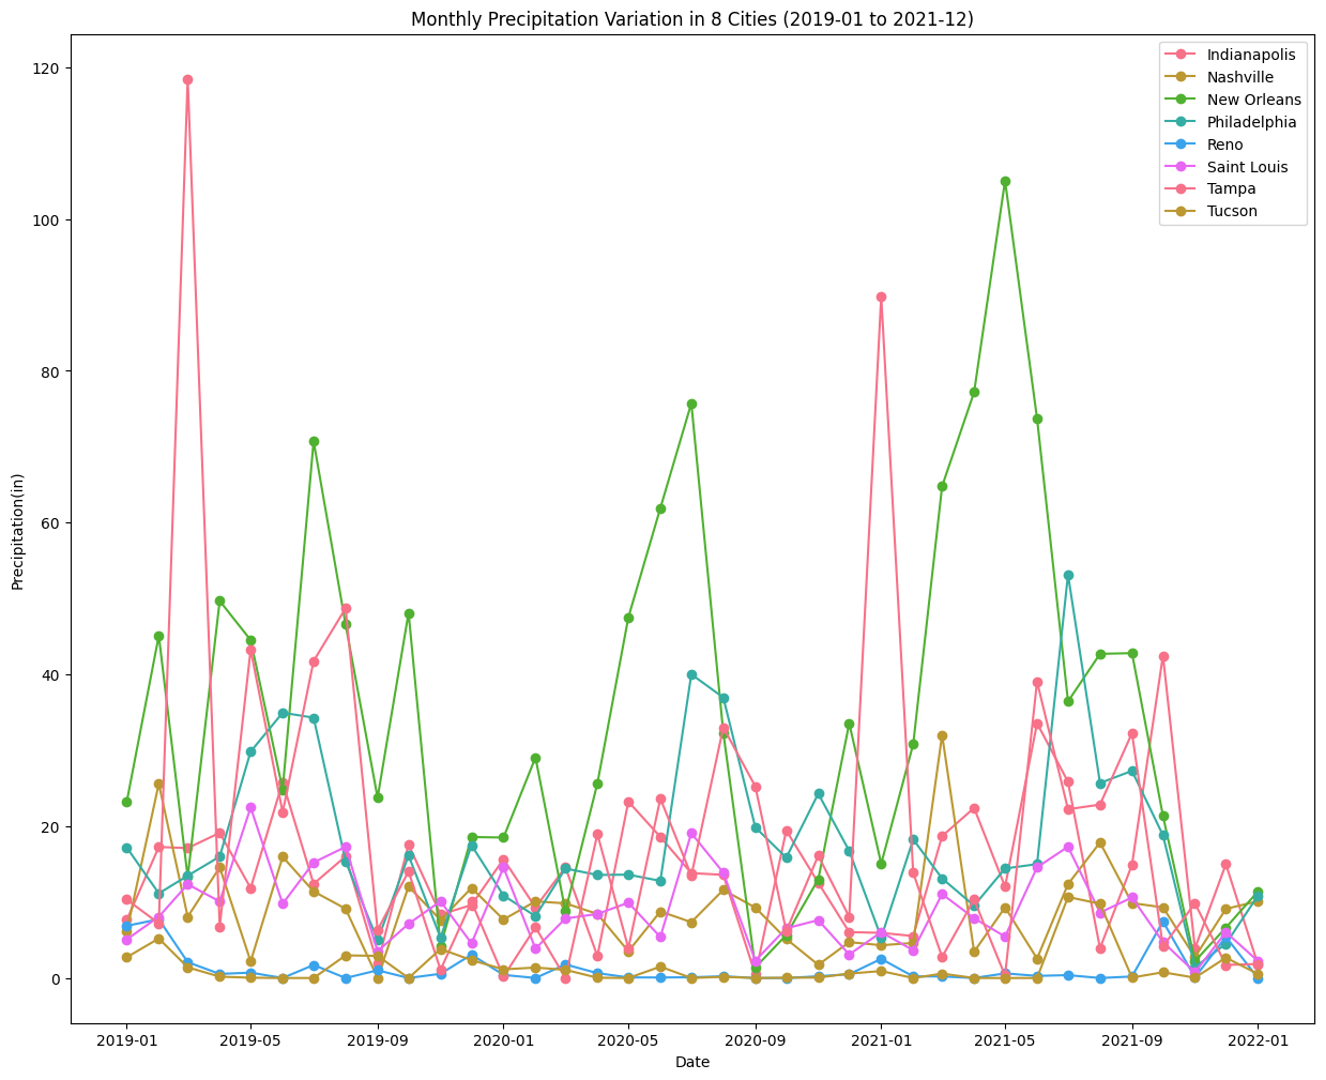 Monthly Precipitation Variation in 8 Cities (2019-01 to 2021-12)
Indianapolis
Nashville
New Orleans
Philadelphia
Reno
Saint Louis
Tampa
Tucson
Precipitation(in)
120
100
80
60
40
20
0
2019-01 2019-05 2019-09 2020-01 2020-05 2020-09 2021-01 2021-05 2021-09 2022-01
Date